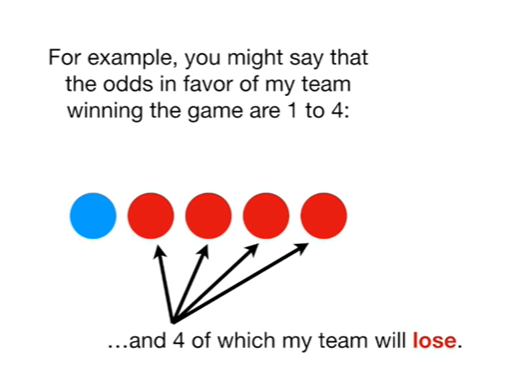 For example, you might say that
the odds in favor of my team
winning the game are 1 to 4:
...and 4 of which my team will lose.